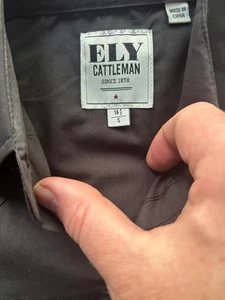 MADE IN
CHINA
ELY
CATTLEMAN
SINCE 1878
14½
S